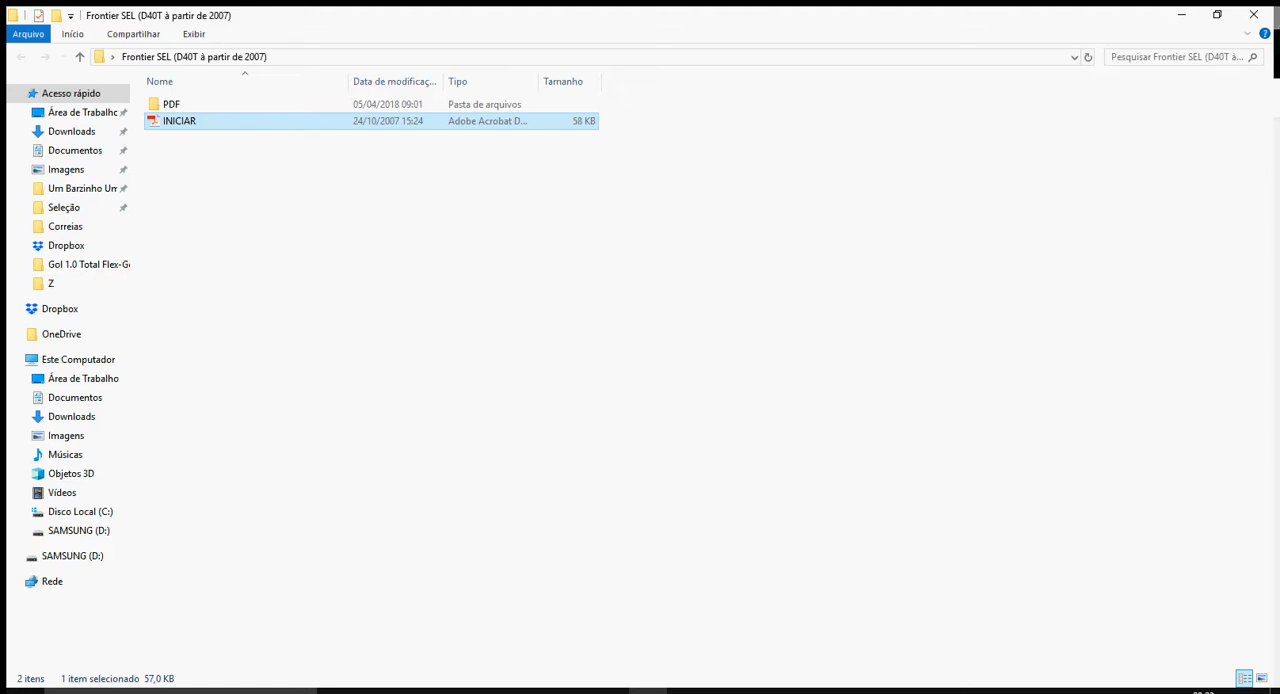 Frontier SEL (D40T à partir de 2007)
Arquivo Início Compartilhar Exibir
Frontier SEL (D40T à partir de 2007) Pesquisar Frontier SEL (D40T à...
Nome Data de modificaç... Tipo Tamanho
Acesso rápido
PDF 05/04/2018 09:01 Pasta de arquivos
INICIAR 24/10/2007 15:24 Adobe Acrobat D... 58 KB
Área de Trabalho
Downloads
Documentos
Imagens
Um Barzinho Um
Seleção
Correias
Dropbox
Gol 1.0 Total Flex-Ge
Z
Dropbox
OneDrive
Este Computador
Área de Trabalho
Documentos
Downloads
Imagens
Músicas
Objetos 3D
Vídeos
Disco Local (C:)
SAMSUNG (D:)
SAMSUNG (D:)
Rede
2 itens 1 item selecionado 57,0 KB